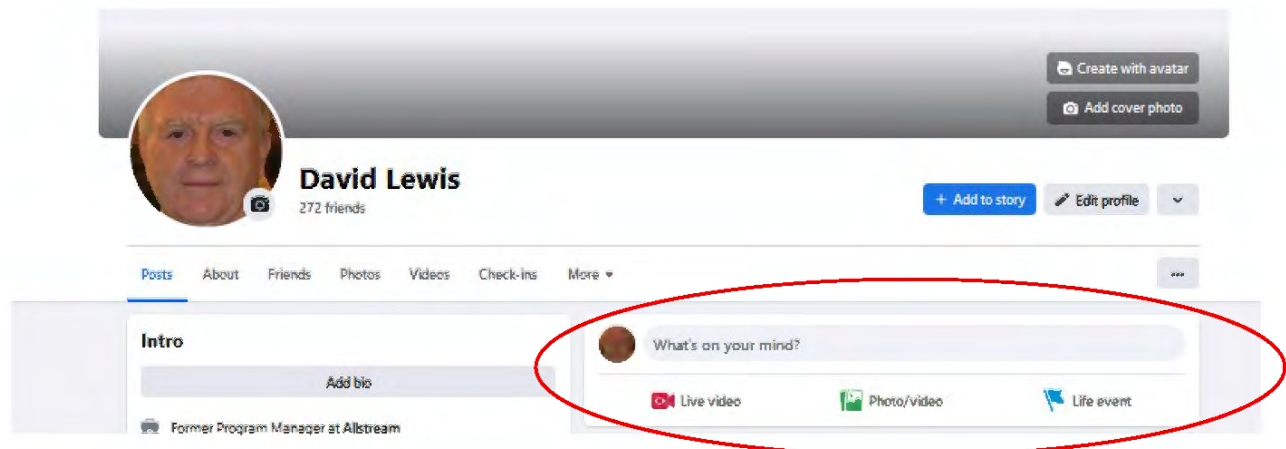 Create with avatar
Add cover photo
David Lewis
272 friends
+ Add to story
Edit profile
Posts About Friends Photos Videos Check-ins More
Intro
What's on your mind?
Add bio
Live video Photo/video Life event
Former Program Manager at Allstream